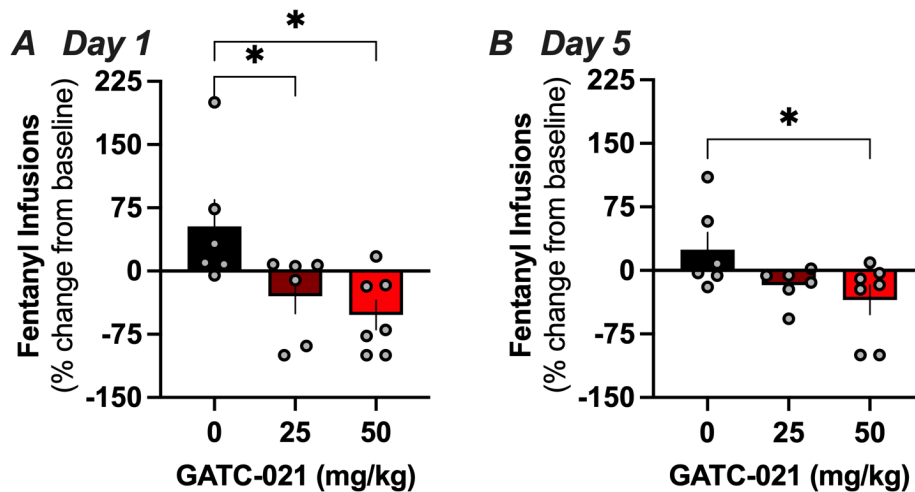 A Day 1
*
*
Fentanyl Infusions
(% change from baseline)
225
150
75
0
-75
-150
0 25 50
GATC-021 (mg/kg)
B Day 5
*
Fentanyl Infusions
(% change from baseline)
225
150
75
0
-75
-150
0 25 50
GATC-021 (mg/kg)